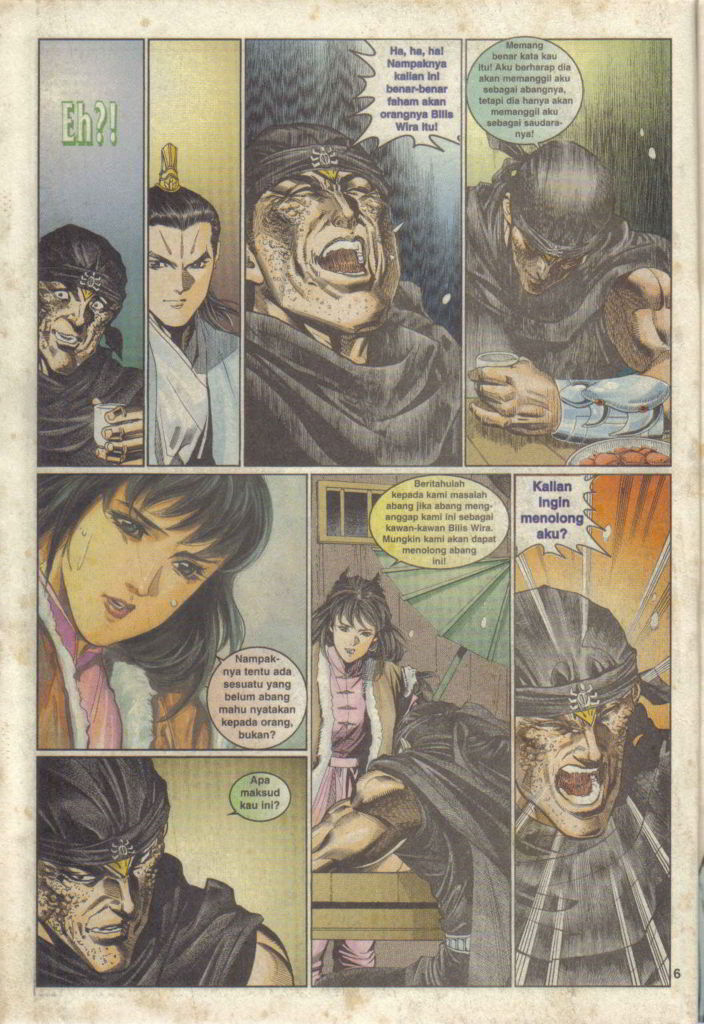 Eh?!
Ha, ha, ha!
Nampaknya
kalian ini
benar-benar
faham akan
orangnya Bilis
Wira itu!
Memang
benar kata kau
itu! Aku berharap dia
akan memanggil aku
sebagai abangnya,
tetapi dia hanya akan
memanggil aku
sebagai saudara-
nya!
Nampak-
nya tentu ada
sesuatu yang
belum abang
mahu nyatakan
kepada orang,
bukan?
Apa
maksud
kau ini?
Beritahulah
kepada kami masalah
abang jika abang meng-
anggap kami ini sebagai
kawan-kawan Bilis Wira.
Mungkin kami akan dapat
menolong abang
ini!
Kalian
ingin
menolong
aku?
6